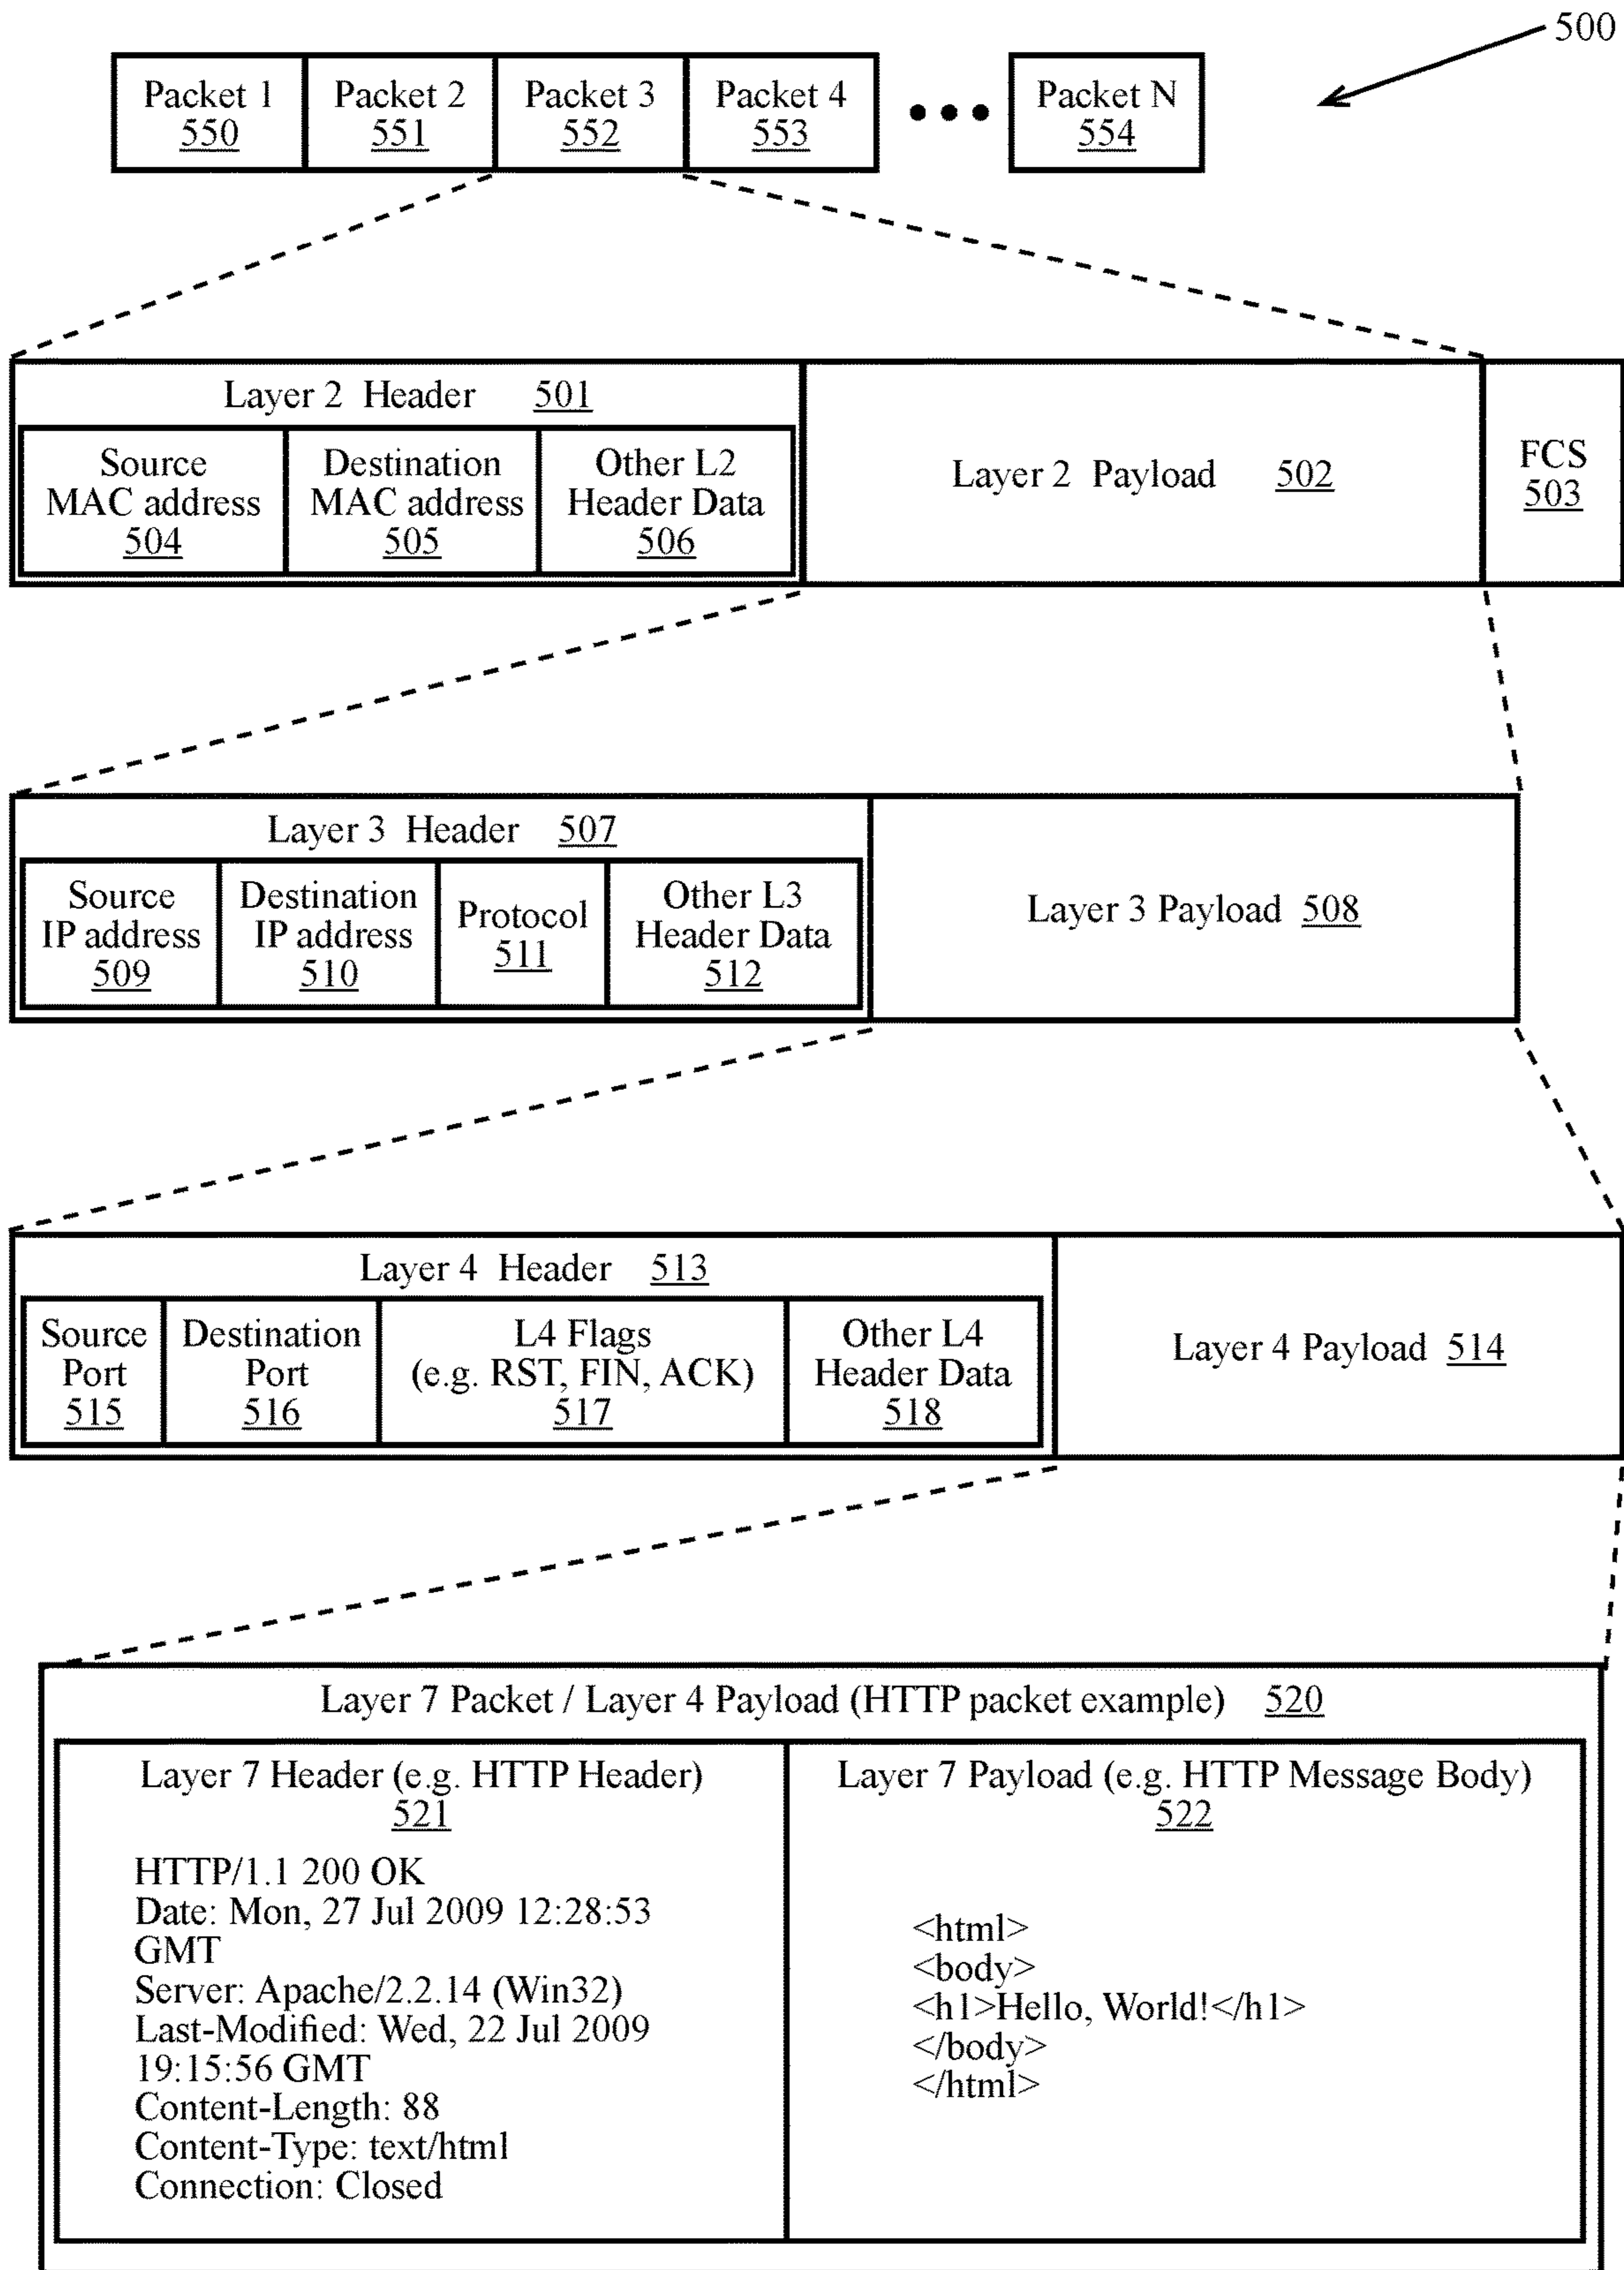 500
Packet 1
550
Packet 2
551
Packet 3
552
Packet 4
553
Packet N
554
Layer 2 Header 501
Source
MAC address
504
Destination
MAC address
505
Other L2
Header Data
506
Layer 2 Payload 502
FCS
503
Layer 3 Header 507
Source
IP address
509
Destination
IP address
510
Protocol
511
Other L3
Header Data
512
Layer 3 Payload 508
Layer 4 Header 513
Source
Port
515
Destination
Port
516
L4 Flags
(e.g. RST, FIN, ACK)
517
Other L4
Header Data
518
Layer 4 Payload 514
Layer 7 Packet / Layer 4 Payload (HTTP packet example) 520
Layer 7 Header (e.g. HTTP Header)
521
HTTP/1.1 200 OK
Date: Mon, 27 Jul 2009 12:28:53
GMT
Server: Apache/2.2.14 (Win32)
Last-Modified: Wed, 22 Jul 2009
19:15:56 GMT
Content-Length: 88
Content-Type: text/html
Connection: Closed
Layer 7 Payload (e.g. HTTP Message Body)
522
<html>
<body>
<h1>Hello, World!</h1>
</body>
</html>